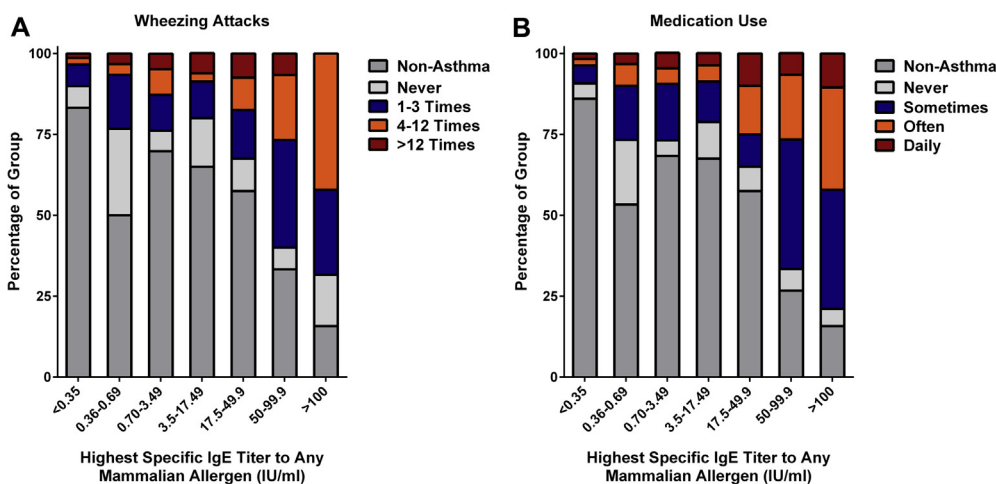 A
Wheezing Attacks
Percentage of Group
100
75
50
25
0
<0.35
0.36-0.69
0.70-3.49
3.5-17.49
17.5-49.9
50-99.9
>100
Highest Specific IgE Titer to Any
Mammalian Allergen (IU/ml)
Non-Asthma
Never
1-3 Times
4-12 Times
>12 Times
B
Medication Use
Percentage of Group
100
75
50
25
0
<0.35
0.36-0.69
0.70-3.49
3.5-17.49
17.5-49.9
50-99.9
>100
Highest Specific IgE Titer to Any
Mammalian Allergen (IU/ml)
Non-Asthma
Never
Sometimes
Often
Daily